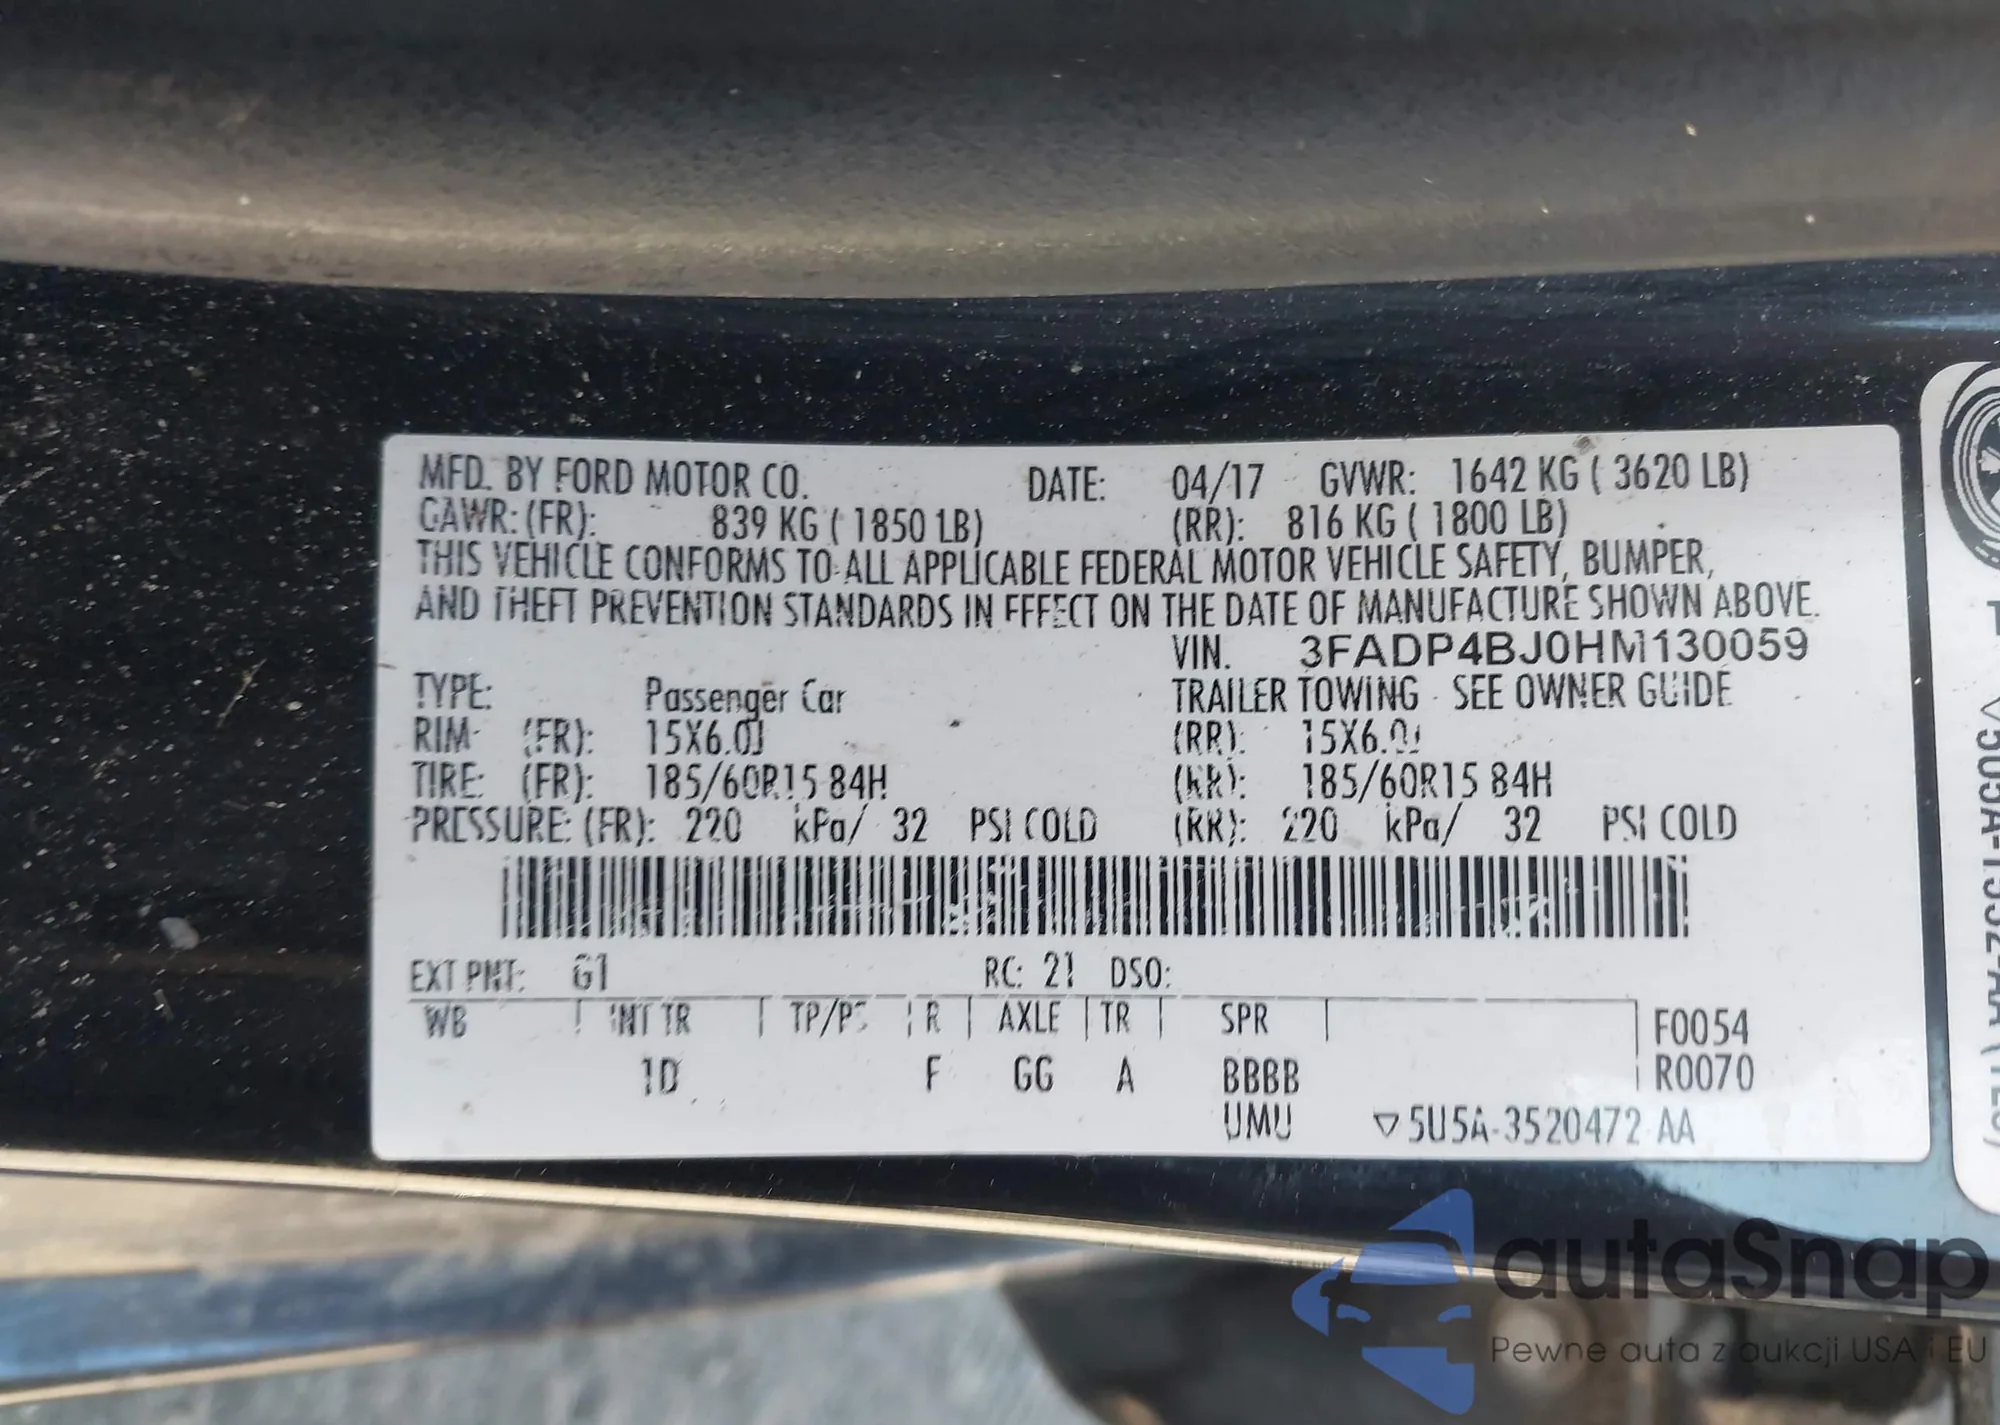 MFD. BY FORD MOTOR CO. DATE: 04/17 GVWR: 1642 KG ( 3620 LB)
GAWR: (FR): 839 KG ( 1850 LB) (RR): 816 KG ( 1800 LB)
THIS VEHICLE CONFORMS TO ALL APPLICABLE FEDERAL MOTOR VEHICLE SAFETY, BUMPER,
AND THEFT PREVENTION STANDARDS IN EFFECT ON THE DATE OF MANUFACTURE SHOWN ABOVE.
VIN. 3FADP4BJ0HM130059
TYPE: Passenger Car TRAILER TOWING - SEE OWNER GUIDE
RIM: (FR): 15X6.0J (RR): 15X6.0J
TIRE: (FR): 185/60R15 84H (RR): 185/60R15 84H
PRESSURE: (FR): 220 kPa/ 32 PSI COLD (RR): 220 kPa/ 32 PSI COLD
EXT PNT: G1 RC: 21 DSO:
WB INT TR TP/PS R AXLE TR SPR F0054
1D F GG A BBBB R0070
UMU ▽5U5A-3520472-AA
autaSnap
Pewne auta z aukcji USA i EU